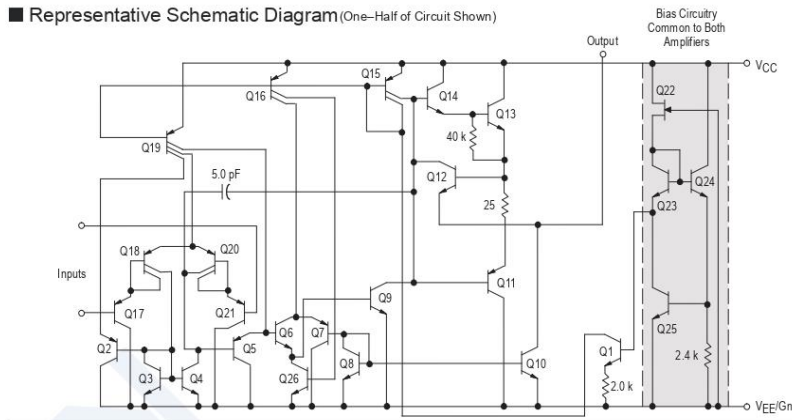 ■ Representative Schematic Diagram (One–Half of Circuit Shown)
Bias Circuitry
Common to Both
Amplifiers
Output
VCC
Q15
Q22
Q16
Q14
Q13
Q19
40 k
5.0 pF
Q12
Q24
Q23
25
Q18
Q20
Inputs
Q11
Q9
Q17
Q21
Q25
Q2
Q5
Q6
Q7
Q1
Q3
Q4
Q8
Q10
2.4 k
Q26
2.0 k
VEE/Gn